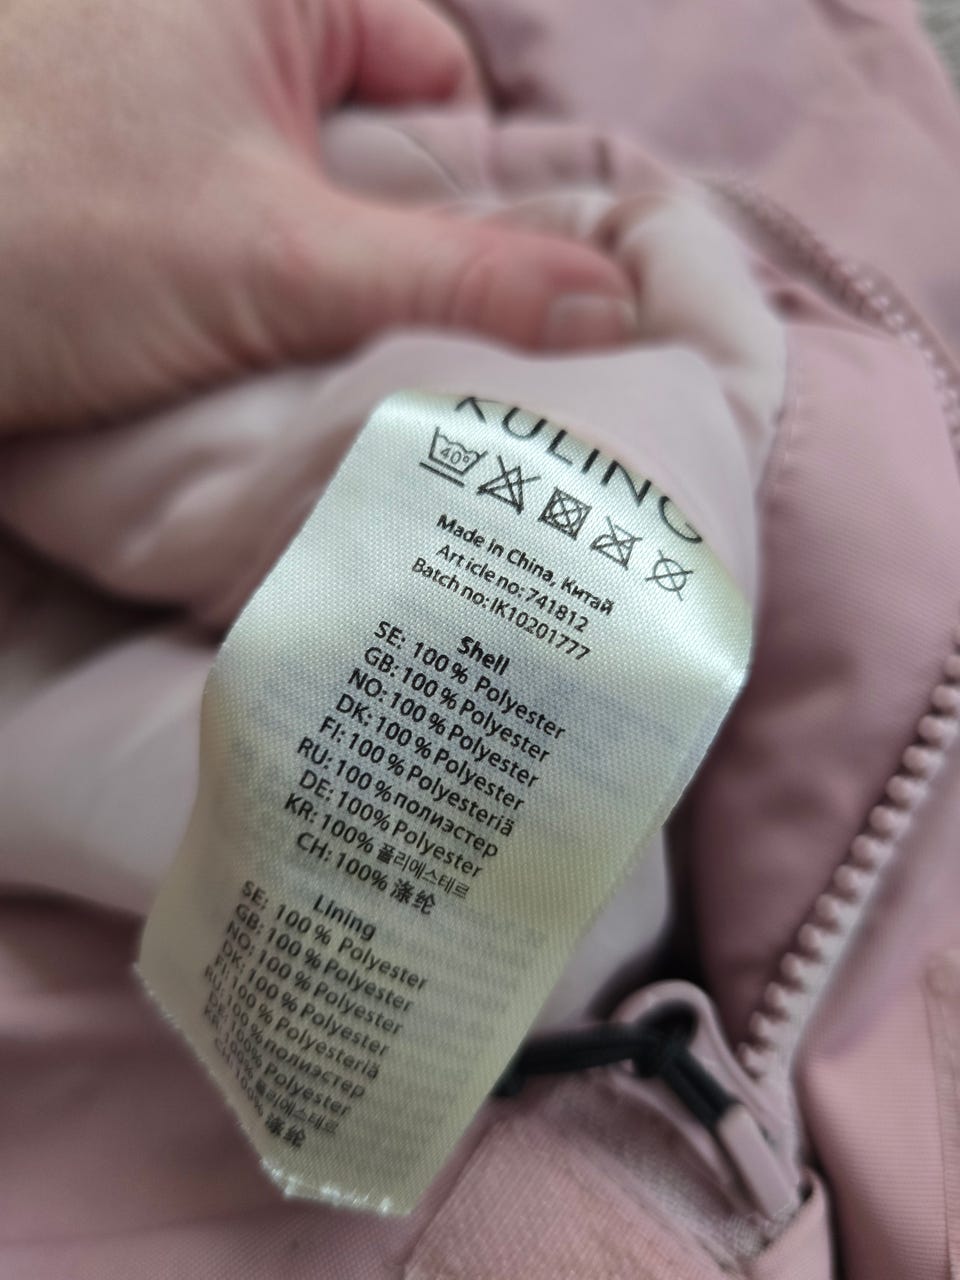 KULING
40°
Made in China, Китай
Article no: 741812
Batch no: IK10201777
Shell
SE: 100 % Polyester
GB: 100 % Polyester
NO: 100 % Polyester
DK: 100 % Polyester
FI: 100 % Polyesteriä
RU: 100 % полиэстер
DE: 100% Polyester
KR: 100% 폴리에스테르
CH: 100% 涤纶
Lining
SE: 100 % Polyester
GB: 100 % Polyester
NO: 100 % Polyester
DK: 100 % Polyester
FI: 100 % Polyesteriä
RU: 100 % полиэстер
DE: 100% Polyester
KR: 100% 폴리에스테르
CH: 100% 涤纶